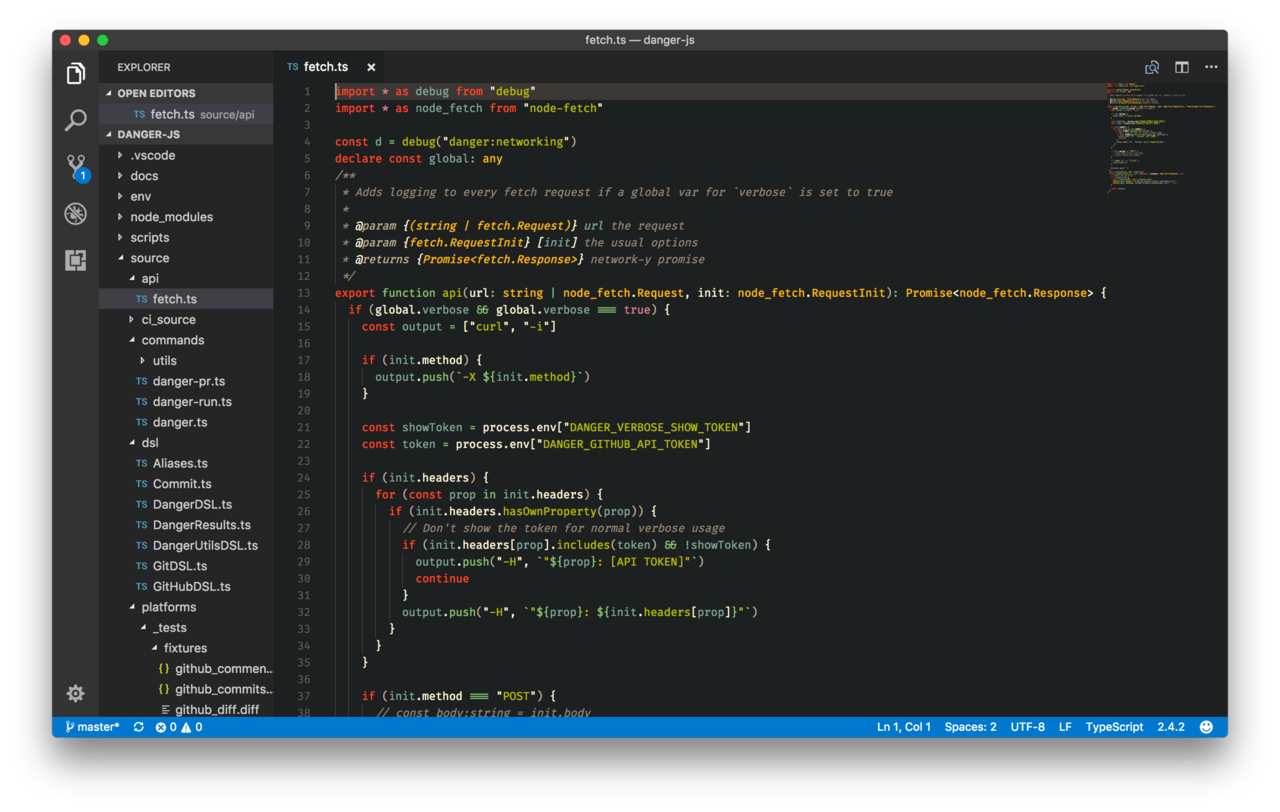 fetch.ts — danger-js
EXPLORER
OPEN EDITORS
TS fetch.ts source/api
DANGER-JS
.vscode
docs
env
node_modules
scripts
source
api
TS fetch.ts
ci_source
commands
utils
TS danger-pr.ts
TS danger-run.ts
TS danger.ts
dsl
TS Aliases.ts
TS Commit.ts
TS DangerDSL.ts
TS DangerResults.ts
TS DangerUtilsDSL.ts
TS GitDSL.ts
TS GitHubDSL.ts
platforms
_tests
fixtures
{} github_commen...
{} github_commits...
github_diff.diff
1
TS fetch.ts ×
1 import * as debug from "debug"
2 import * as node_fetch from "node-fetch"
3
4 const d = debug("danger:networking")
5 declare const global: any
6 /**
7 * Adds logging to every fetch request if a global var for `verbose` is set to true
8 *
9 * @param {(string | fetch.Request)} url the request
10 * @param {fetch.RequestInit} [init] the usual options
11 * @returns {Promise<fetch.Response>} network-y promise
12 */
13 export function api(url: string | node_fetch.Request, init: node_fetch.RequestInit): Promise<node_fetch.Response> {
14 if (global.verbose && global.verbose === true) {
15 const output = ["curl", "-i"]
16
17 if (init.method) {
18 output.push(`-X ${init.method}`)
19 }
20
21 const showToken = process.env["DANGER_VERBOSE_SHOW_TOKEN"]
22 const token = process.env["DANGER_GITHUB_API_TOKEN"]
23
24 if (init.headers) {
25 for (const prop in init.headers) {
26 if (init.headers.hasOwnProperty(prop)) {
27 // Don't show the token for normal verbose usage
28 if (init.headers[prop].includes(token) && !showToken) {
29 output.push("-H", `"${prop}: [API TOKEN]"`)
30 continue
31 }
32 output.push("-H", `"${prop}: ${init.headers[prop]}"`)
33 }
34 }
35 }
36
37 if (init.method === "POST") {
38 // const body:string = init.body
master* 0 0
Ln 1, Col 1 Spaces: 2 UTF-8 LF TypeScript 2.4.2